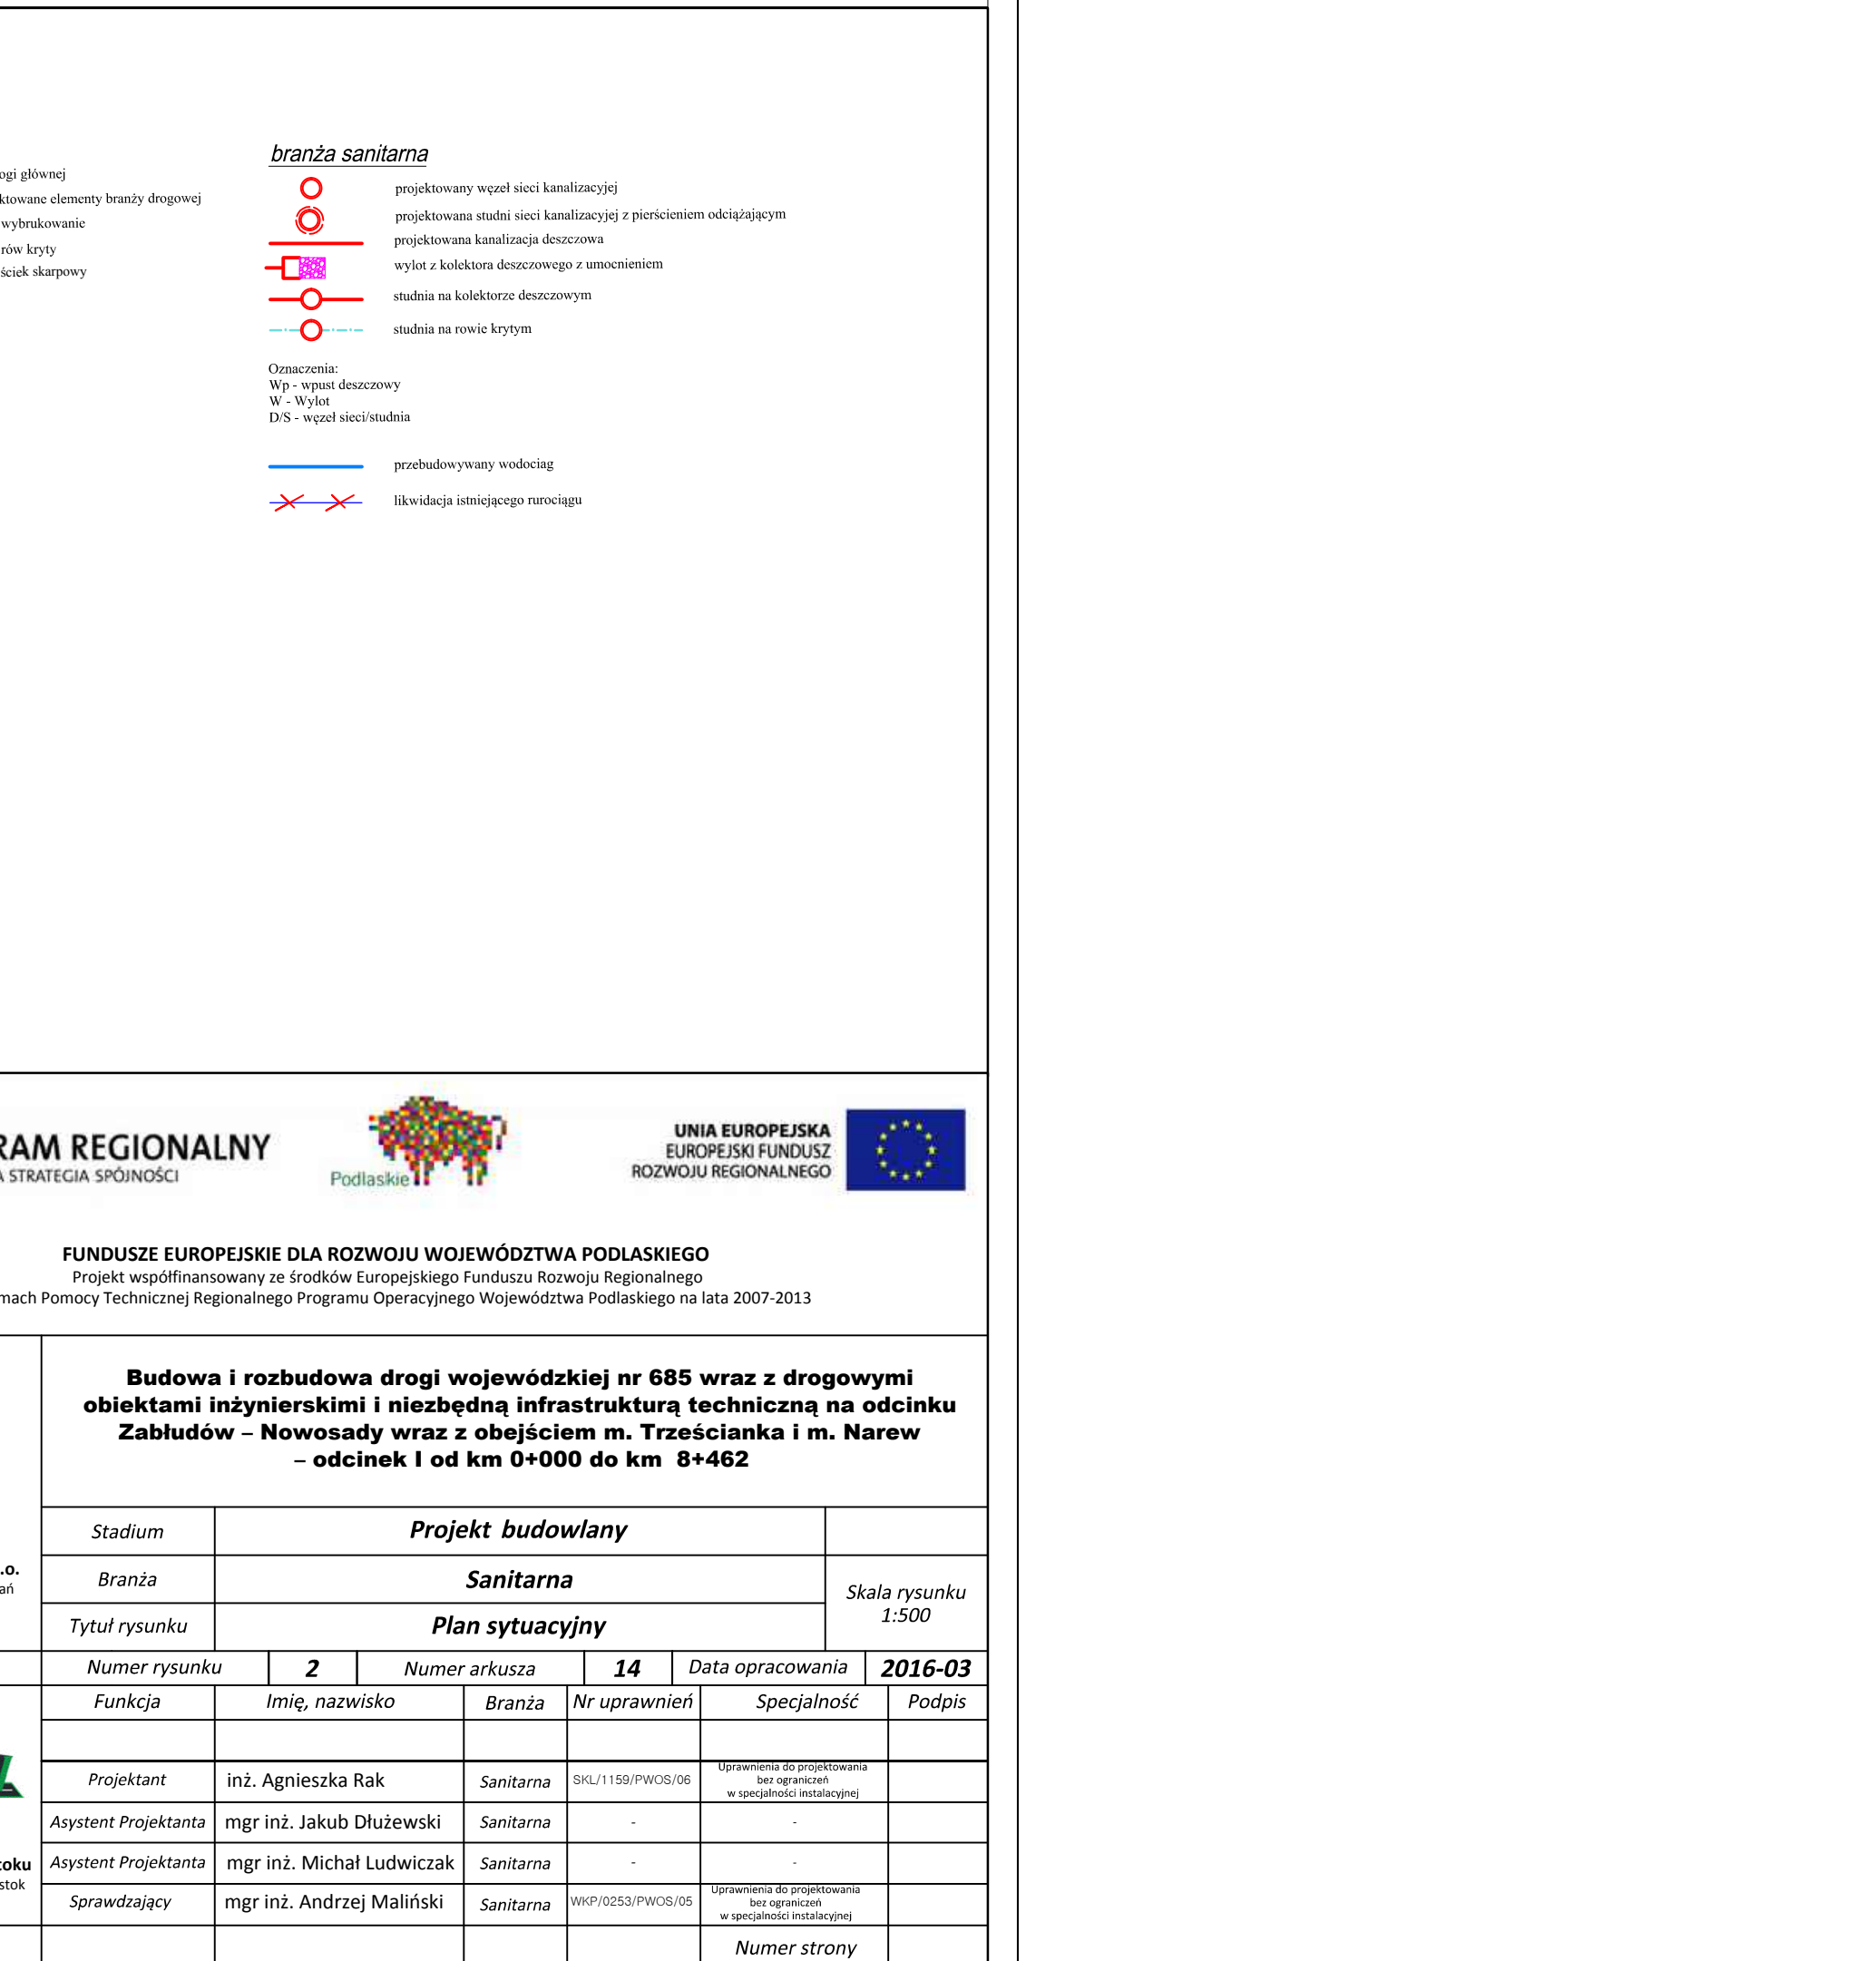 ogi głównej
ktowane elementy branży drogowej
wybrukowanie
rów kryty
ściek skarpowy
branża sanitarna
projektowany węzeł sieci kanalizacyjej
projektowana studni sieci kanalizacyjej z pierścieniem odciążającym
projektowana kanalizacja deszczowa
wylot z kolektora deszczowego z umocnieniem
studnia na kolektorze deszczowym
studnia na rowie krytym
Oznaczenia:
Wp - wpust deszczowy
W - Wylot
D/S - węzeł sieci/studnia
przebudowywany wodociag
likwidacja istniejącego rurociągu
RAM REGIONALNY
A STRATEGIA SPÓJNOŚCI
Podlaskie
UNIA EUROPEJSKA
EUROPEJSKI FUNDUSZ
ROZWOJU REGIONALNEGO
FUNDUSZE EUROPEJSKIE DLA ROZWOJU WOJEWÓDZTWA PODLASKIEGO
Projekt współfinansowany ze środków Europejskiego Funduszu Rozwoju Regionalnego
mach Pomocy Technicznej Regionalnego Programu Operacyjnego Województwa Podlaskiego na lata 2007-2013
Budowa i rozbudowa drogi wojewódzkiej nr 685 wraz z drogowymi
obiektami inżynierskimi i niezbędną infrastrukturą techniczną na odcinku
Zabłudów – Nowosady wraz z obejściem m. Trześcianka i m. Narew
– odcinek I od km 0+000 do km 8+462
Stadium Projekt budowlany
.o.
ań
Branża Sanitarna
Skala rysunku
1:500
Tytuł rysunku Plan sytuacyjny
Numer rysunku 2 Numer arkusza 14 Data opracowania 2016-03
Funkcja Imię, nazwisko Branża Nr uprawnień Specjalność Podpis
Projektant inż. Agnieszka Rak Sanitarna SKL/1159/PWOS/06 Uprawnienia do projektowania
bez ograniczeń
w specjalności instalacyjnej
Asystent Projektanta mgr inż. Jakub Dłużewski Sanitarna - -
toku
stok
Asystent Projektanta mgr inż. Michał Ludwiczak Sanitarna - -
Sprawdzający mgr inż. Andrzej Maliński Sanitarna WKP/0253/PWOS/05 Uprawnienia do projektowania
bez ograniczeń
w specjalności instalacyjnej
Numer strony